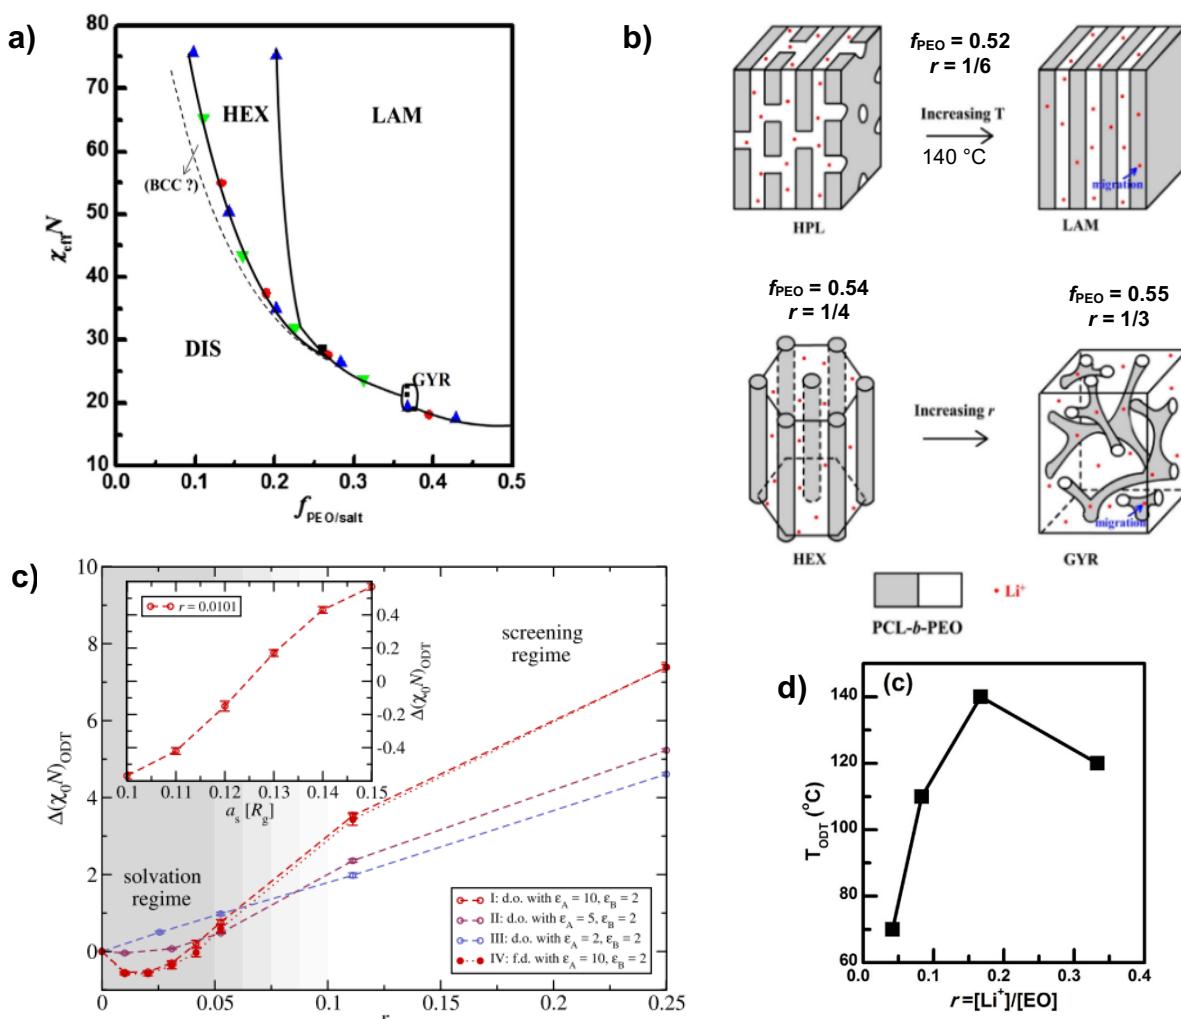 a)
80
70
60
50
40
30
20
10
χeffN
HEX
LAM
(BCC ?)
DIS
GYR
0.0
0.1
0.2
0.3
0.4
0.5
fPEO/salt
b)
fPEO = 0.52
r = 1/6
Increasing T
140 °C
migration
HPL
LAM
fPEO = 0.54
r = 1/4
fPEO = 0.55
r = 1/3
Increasing r
migration
HEX
GYR
PCL-b-PEO
Li+
c)
10
8
6
4
2
0
Δ(χ0N)ODT
r = 0.0101
0.4
0.2
0
-0.2
-0.4
Δ(χ0N)ODT
0.1
0.11
0.12
0.13
0.14
0.15
as [Rg]
screening
regime
solvation
regime
I: d.o. with εA = 10, εB = 2
II: d.o. with εA = 5, εB = 2
III: d.o. with εA = 2, εB = 2
IV: f.d. with εA = 10, εB = 2
0
0.05
0.1
0.15
0.2
0.25
r
d)
(c)
140
120
100
80
60
TODT (°C)
0.0
0.1
0.2
0.3
0.4
r =[Li+]/[EO]